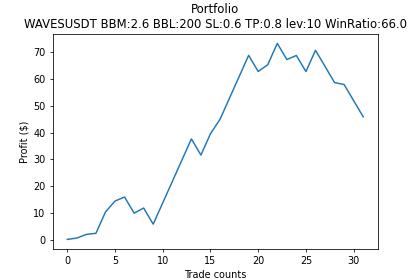 Portfolio
WAVESUSDT BBM:2.6 BBL:200 SL:0.6 TP:0.8 lev:10 WinRatio:66.0
Profit ($)
70
60
50
40
30
20
10
0
0 5 10 15 20 25 30
Trade counts